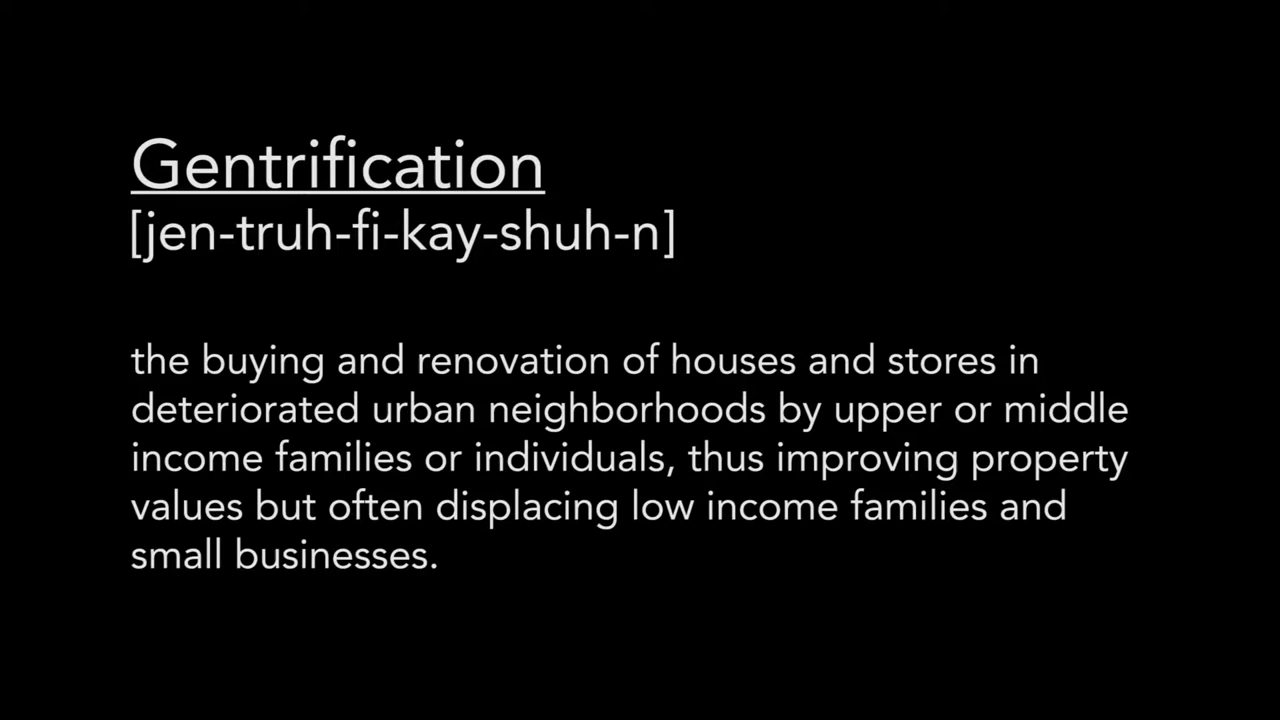 Gentrification
[jen-truh-fi-kay-shuh-n]
the buying and renovation of houses and stores in
deteriorated urban neighborhoods by upper or middle
income families or individuals, thus improving property
values but often displacing low income families and
small businesses.